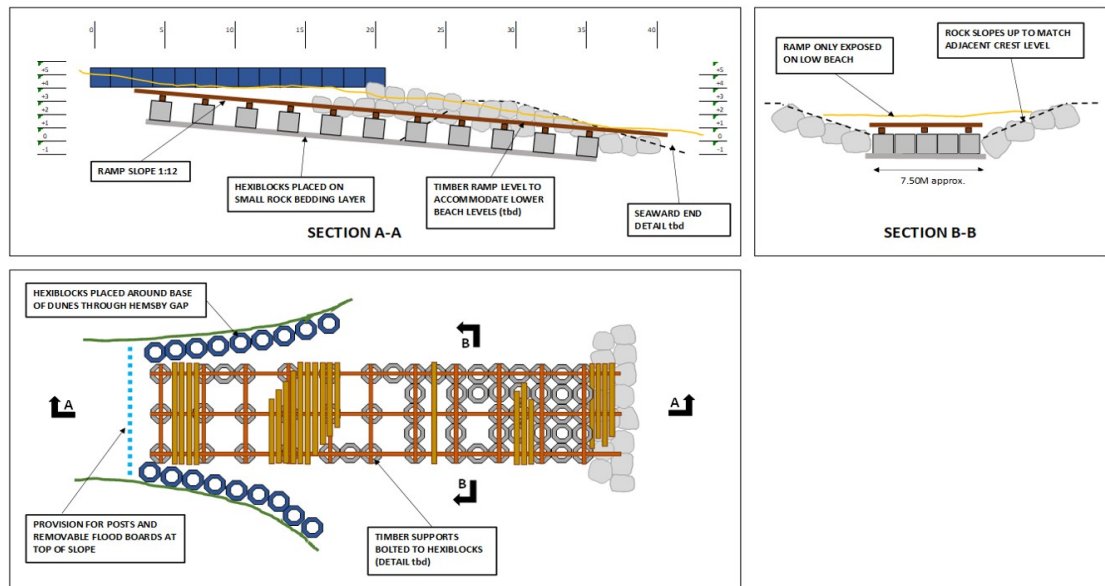 0 5 10 15 20 25 30 35 40
+5
+4
+3
+2
+1
0
-1
+5
+4
+3
+2
+1
0
-1
RAMP SLOPE 1:12
HEXIBLOCKS PLACED ON
SMALL ROCK BEDDING LAYER
TIMBER RAMP LEVEL TO
ACCOMMODATE LOWER
BEACH LEVELS (tbd)
SEAWARD END
DETAIL tbd
SECTION A-A
RAMP ONLY EXPOSED
ON LOW BEACH
ROCK SLOPES UP TO MATCH
ADJACENT CREST LEVEL
7.50M approx.
SECTION B-B
HEXIBLOCKS PLACED AROUND BASE
OF DUNES THROUGH HEMSBY GAP
B
A
A
B
PROVISION FOR POSTS AND
REMOVABLE FLOOD BOARDS AT
TOP OF SLOPE
TIMBER SUPPORTS
BOLTED TO HEXIBLOCKS
(DETAIL tbd)